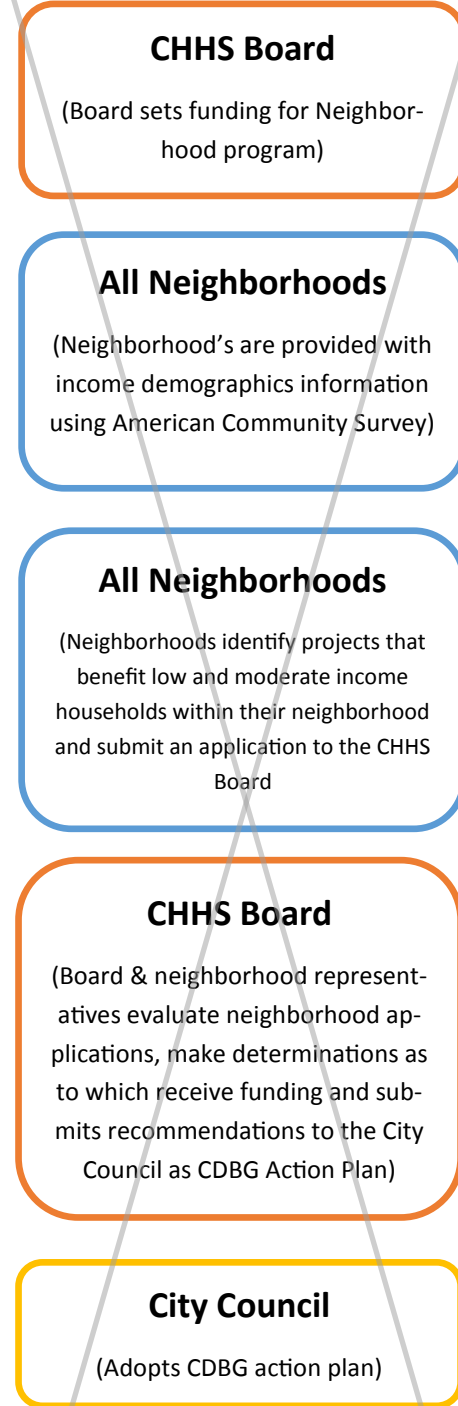 CHHS Board
(Board sets funding for Neighbor-
hood program)
All Neighborhoods
(Neighborhood's are provided with
income demographics information
using American Community Survey)
All Neighborhoods
(Neighborhoods identify projects that
benefit low and moderate income
households within their neighborhood
and submit an application to the CHHS
Board
CHHS Board
(Board & neighborhood represent-
atives evaluate neighborhood ap-
plications, make determinations as
to which receive funding and sub-
mits recommendations to the City
Council as CDBG Action Plan)
City Council
(Adopts CDBG action plan)